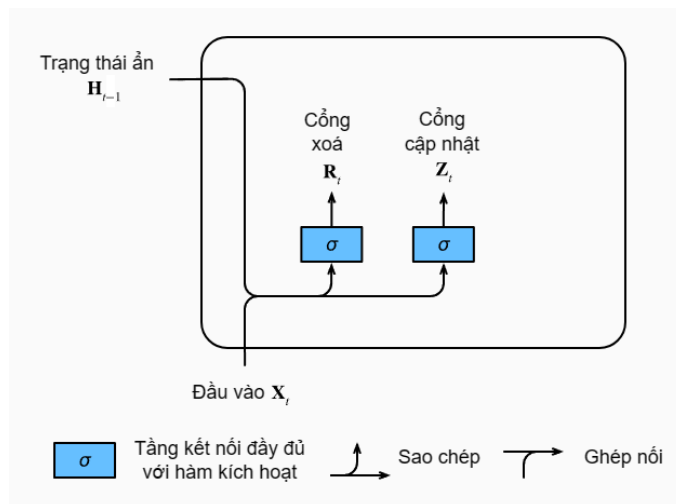 Trạng thái ẩn
H_{t−1}
Cổng
xoá
R_t
Cổng
cập nhật
Z_t
σ
σ
Đầu vào X_t
σ
Tầng kết nối đầy đủ
với hàm kích hoạt
Sao chép
Ghép nối